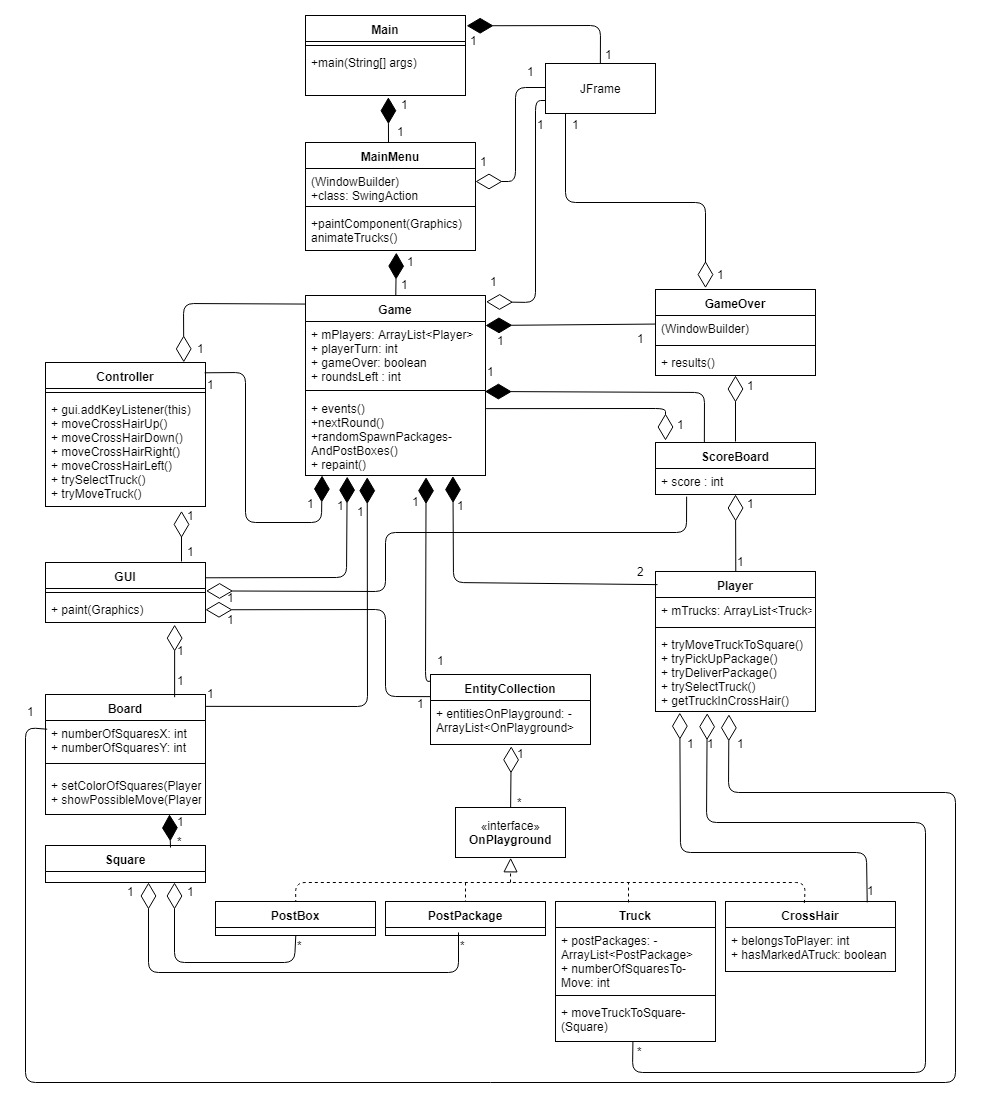 Main
+main(String[] args)
1
1
JFrame
1
1
1
1
1
MainMenu
(WindowBuilder)
+class: SwingAction
+paintComponent(Graphics)
animateTrucks()
1
1
1
1
1
Game
+ mPlayers: ArrayList<Player>
+ playerTurn: int
+ gameOver: boolean
+ roundsLeft : int
+ events()
+nextRound()
+randomSpawnPackages-
AndPostBoxes()
+ repaint()
1
GameOver
(WindowBuilder)
+ results()
1
1
1
1
1
1
Controller
+ gui.addKeyListener(this)
+ moveCrossHairUp()
+ moveCrossHairDown()
+ moveCrossHairRight()
+ moveCrossHairLeft()
+ trySelectTruck()
+ tryMoveTruck()
1
1
ScoreBoard
+ score : int
1
1
1
1
1
1
1
1
1
GUI
+ paint(Graphics)
1
1
2
Player
+ mTrucks: ArrayList<Truck>
+ tryMoveTruckToSquare()
+ tryPickUpPackage()
+ tryDeliverPackage()
+ trySelectTruck()
+ getTruckInCrossHair()
1
1
1
1
1
1
1
1
1
Board
+ numberOfSquaresX: int
+ numberOfSquaresY: int
+ setColorOfSquares(Player
+ showPossibleMove(Player
EntityCollection
+ entitiesOnPlayground: -
ArrayList<OnPlayground>
1
*
«interface»
OnPlayground
1
*
Square
1
1
PostBox
*
PostPackage
*
Truck
+ postPackages: -
ArrayList<PostPackage>
+ numberOfSquaresTo-
Move: int
+ moveTruckToSquare-
(Square)
*
1
CrossHair
+ belongsToPlayer: int
+ hasMarkedATruck: boolean